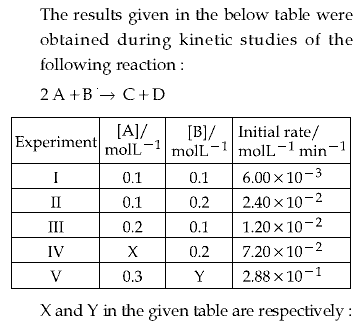 The results given in the below table were
obtained during kinetic studies of the
following reaction :
2 A + B → C + D
Experiment [A]/ molL⁻¹ [B]/ molL⁻¹ Initial rate/ molL⁻¹ min⁻¹
I 0.1 0.1 6.00 × 10⁻³
II 0.1 0.2 2.40 × 10⁻²
III 0.2 0.1 1.20 × 10⁻²
IV X 0.2 7.20 × 10⁻²
V 0.3 Y 2.88 × 10⁻¹
X and Y in the given table are respectively :